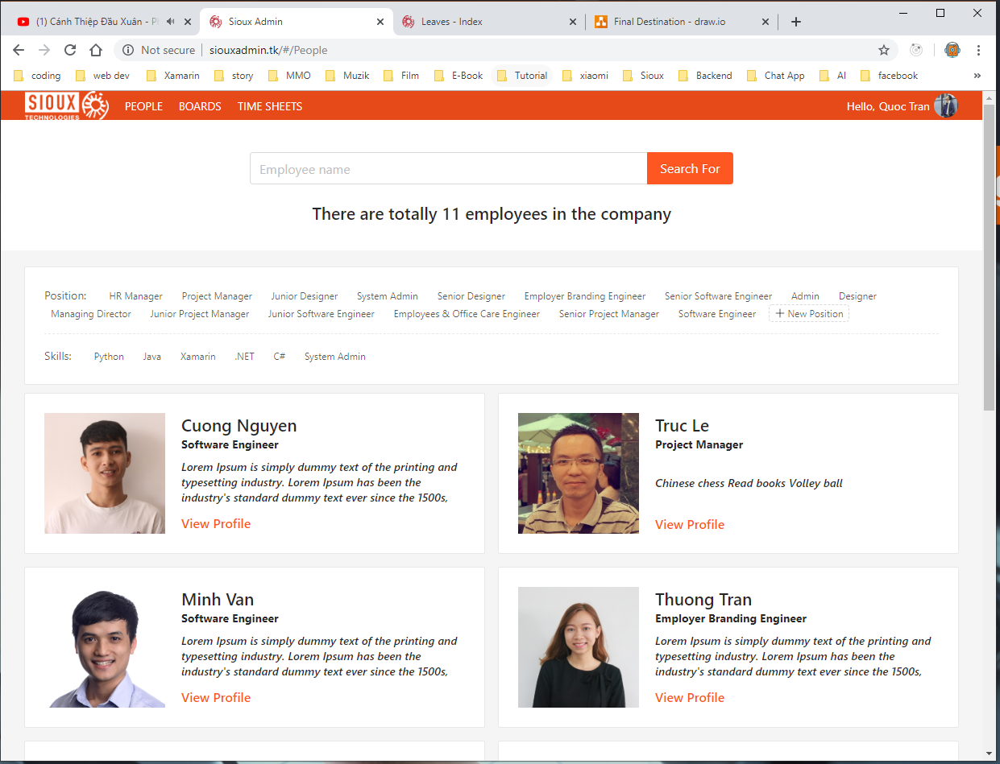 (1) Cánh Thiệp Đầu Xuân - P
Sioux Admin
Leaves - Index
Final Destination - draw.io
Not secure
siouxadmin.tk/#/People
coding
web dev
Xamarin
story
MMO
Muzik
Film
E-Book
Tutorial
xiaomi
Sioux
Backend
Chat App
AI
facebook
»
SIOUX
TECHNOLOGIES
PEOPLE
BOARDS
TIME SHEETS
Hello, Quoc Tran
Employee name
Search For
There are totally 11 employees in the company
Position: HR Manager Project Manager Junior Designer System Admin Senior Designer Employer Branding Engineer Senior Software Engineer Admin Designer
Managing Director Junior Project Manager Junior Software Engineer Employees & Office Care Engineer Senior Project Manager Software Engineer + New Position
Skills: Python Java Xamarin .NET C# System Admin
Cuong Nguyen
Software Engineer
Lorem Ipsum is simply dummy text of the printing and
typesetting industry. Lorem Ipsum has been the
industry's standard dummy text ever since the 1500s,
View Profile
Truc Le
Project Manager
Chinese chess Read books Volley ball
View Profile
Minh Van
Software Engineer
Lorem Ipsum is simply dummy text of the printing and
typesetting industry. Lorem Ipsum has been the
industry's standard dummy text ever since the 1500s,
View Profile
Thuong Tran
Employer Branding Engineer
Lorem Ipsum is simply dummy text of the printing and
typesetting industry. Lorem Ipsum has been the
industry's standard dummy text ever since the 1500s,
View Profile